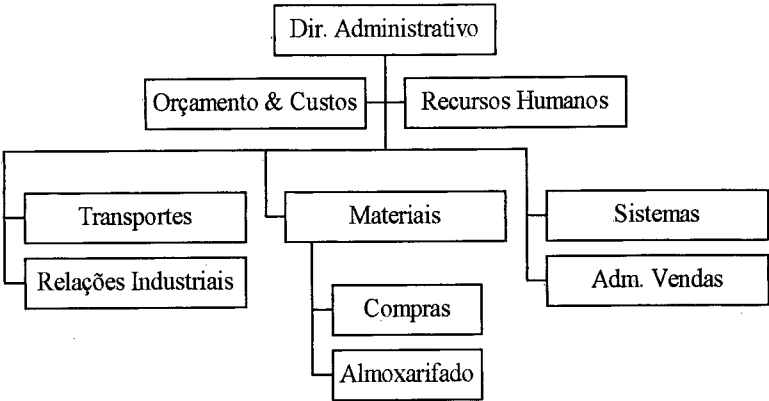 Dir. Administrativo
Orçamento & Custos
Recursos Humanos
Transportes
Materiais
Sistemas
Relações Industriais
Adm. Vendas
Compras
Almoxarifado